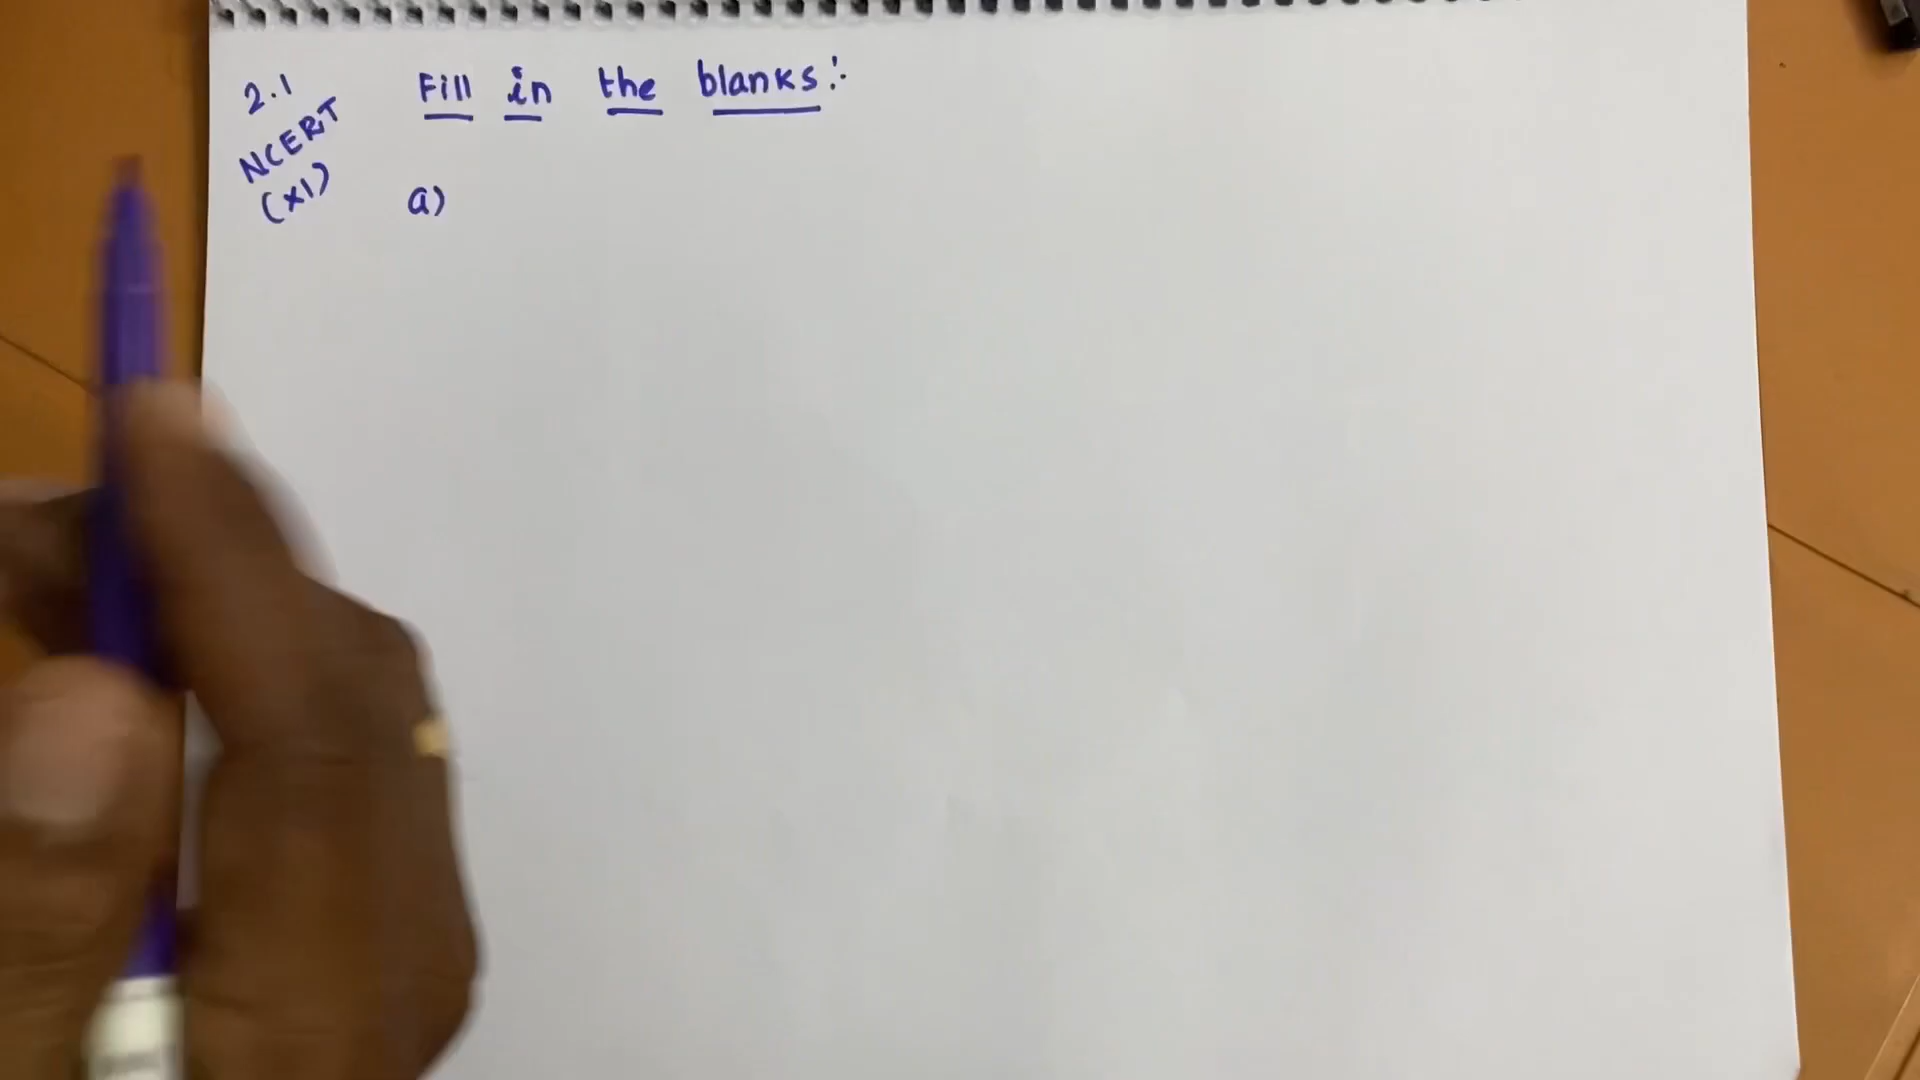 2.1
NCERT
(XI)
Fill in the blanks:-
a)